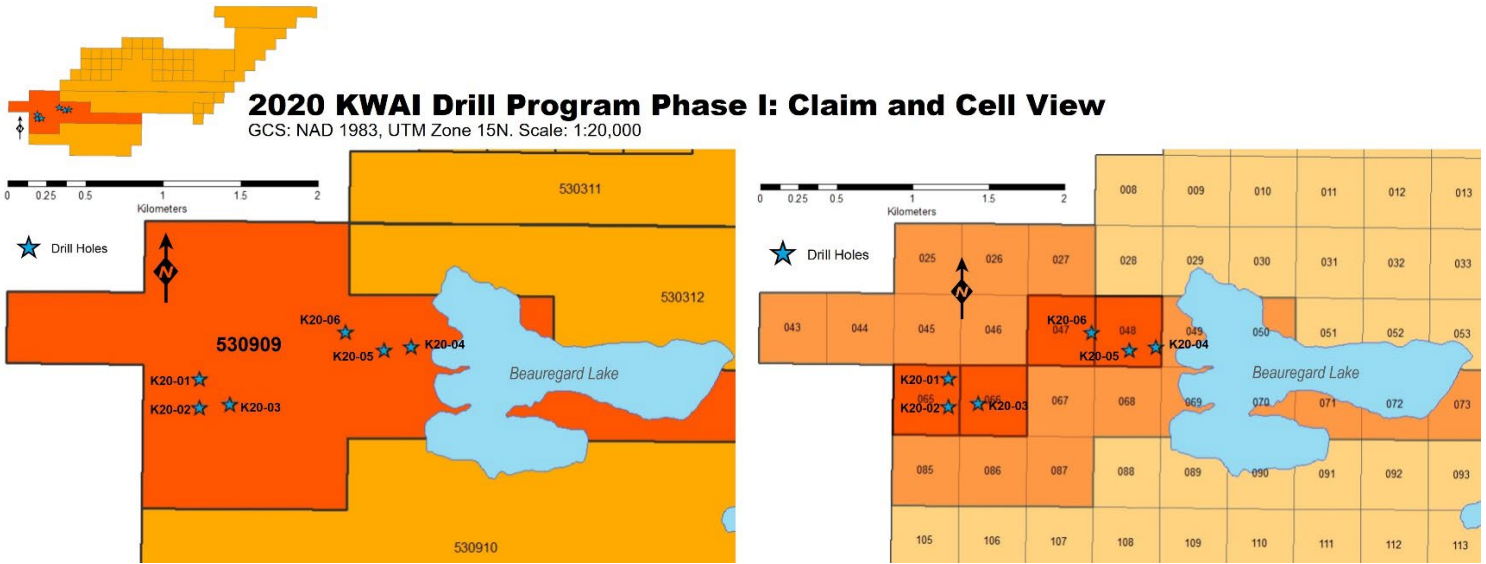 2020 KWAI Drill Program Phase I: Claim and Cell View
GCS: NAD 1983, UTM Zone 15N. Scale: 1:20,000
0 0.25 0.5 1 1.5 2
Kilometers
Drill Holes
N
530311
530312
K20-06
530909
K20-05
K20-04
Beauregard Lake
K20-01
K20-02
K20-03
530910
0 0.25 0.5 1 1.5 2
Kilometers
Drill Holes
N
008 009 010 011 012 013
025 026 027 028 029 030 031 032 033
043 044 045 046 047 048 049 050 051 052 053
K20-06
K20-05
K20-04
Beauregard Lake
K20-01
K20-02
K20-03
065 066 067 068 069 070 071 072 073
085 086 087 088 089 090 091 092 093
105 106 107 108 109 110 111 112 113